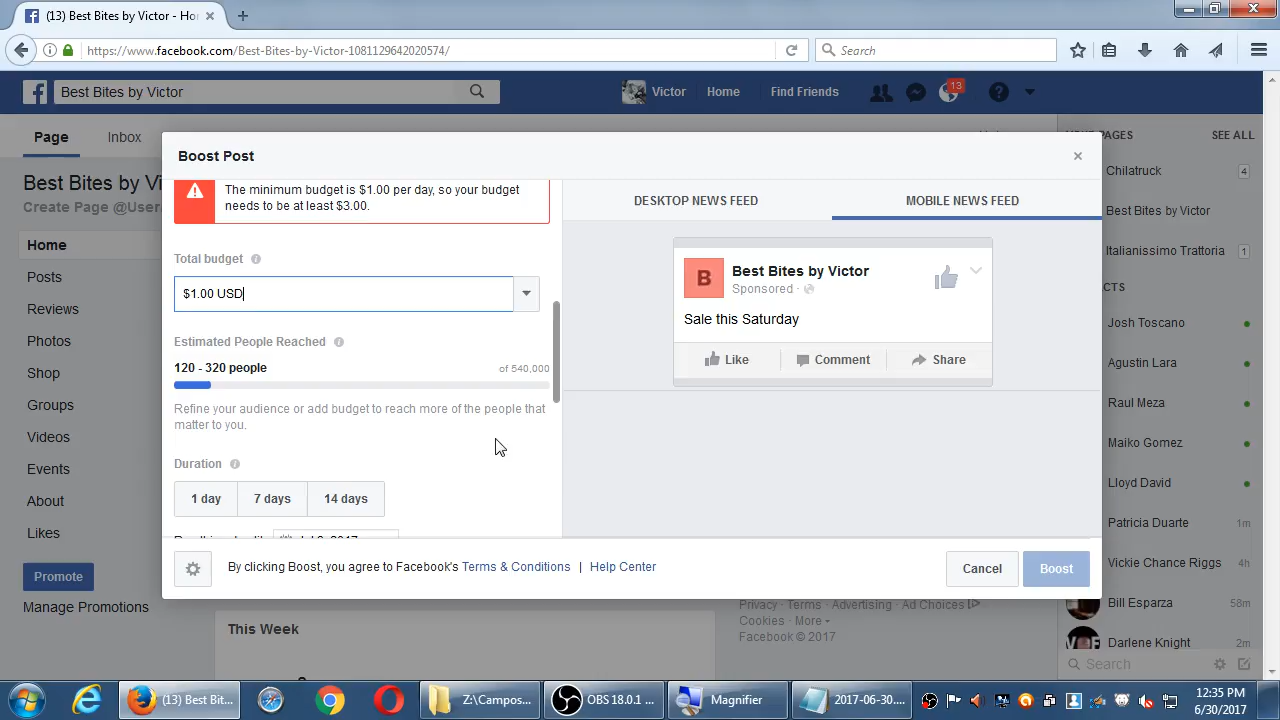 (13) Best Bites by Victor - Ho
https://www.facebook.com/Best-Bites-by-Victor-1081129642020574/
Search
Best Bites by Victor
Victor
Home
Find Friends
13
Page
Inbox
PAGES
SEE ALL
Best Bites by Vi
Create Page @User
Home
Posts
Reviews
Photos
Shop
Groups
Videos
Events
About
Likes
Promote
Manage Promotions
Boost Post
The minimum budget is $1.00 per day, so your budget
needs to be at least $3.00.
Total budget
$1.00 USD
Estimated People Reached
120 - 320 people
of 540,000
Refine your audience or add budget to reach more of the people that
matter to you.
Duration
1 day
7 days
14 days
DESKTOP NEWS FEED
MOBILE NEWS FEED
B
Best Bites by Victor
Sponsored ·
Sale this Saturday
Like
Comment
Share
By clicking Boost, you agree to Facebook's Terms & Conditions | Help Center
Cancel
Boost
Chilatruck
4
Best Bites by Victor
Italianissimo Trattoria
1
Josh Toscano
Agustin Lara
Raul Meza
Maiko Gomez
Lloyd David
Patricia Duarte
1m
Vickie Chance Riggs
4h
Bill Esparza
58m
Darlene Knight
2m
Search
This Week
Privacy · Terms · Advertising · Ad Choices
Cookies · More
Facebook © 2017
(13) Best Bit...
Z:\Campos...
OBS 18.0.1 ...
Magnifier
2017-06-30....
12:35 PM
6/30/2017